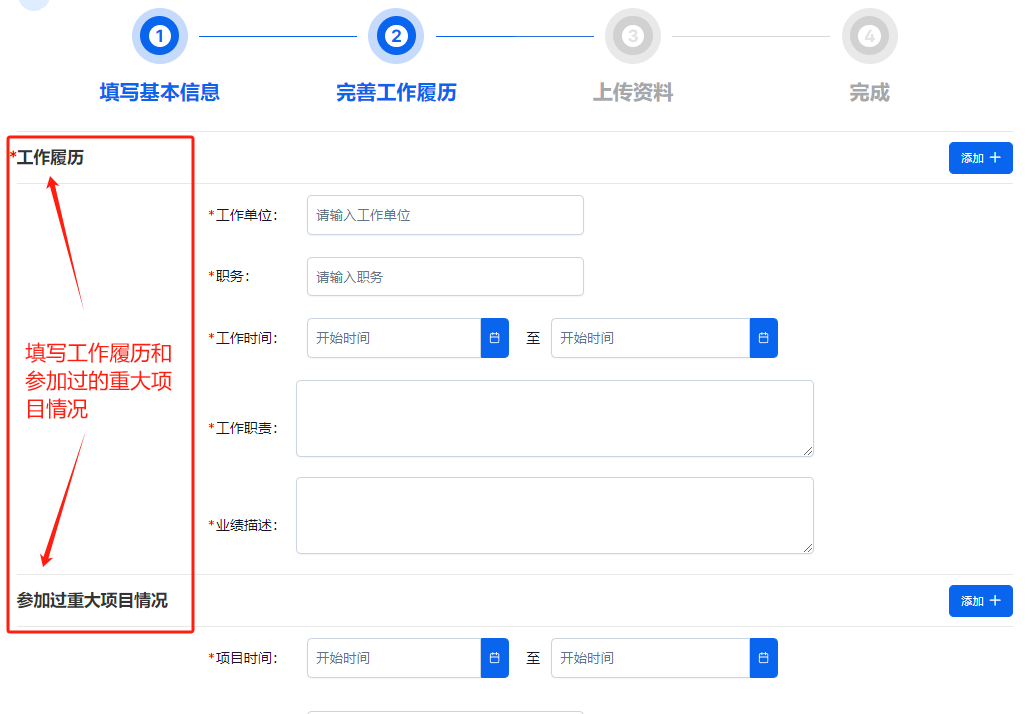 1
2
3
4
填写基本信息
完善工作履历
上传资料
完成
*工作履历
添加 +
*工作单位：
请输入工作单位
*职务：
请输入职务
*工作时间：
开始时间
至
开始时间
填写工作履历和
参加过的重大项
目情况
*工作职责：
*业绩描述：
参加过重大项目情况
添加 +
*项目时间：
开始时间
至
开始时间